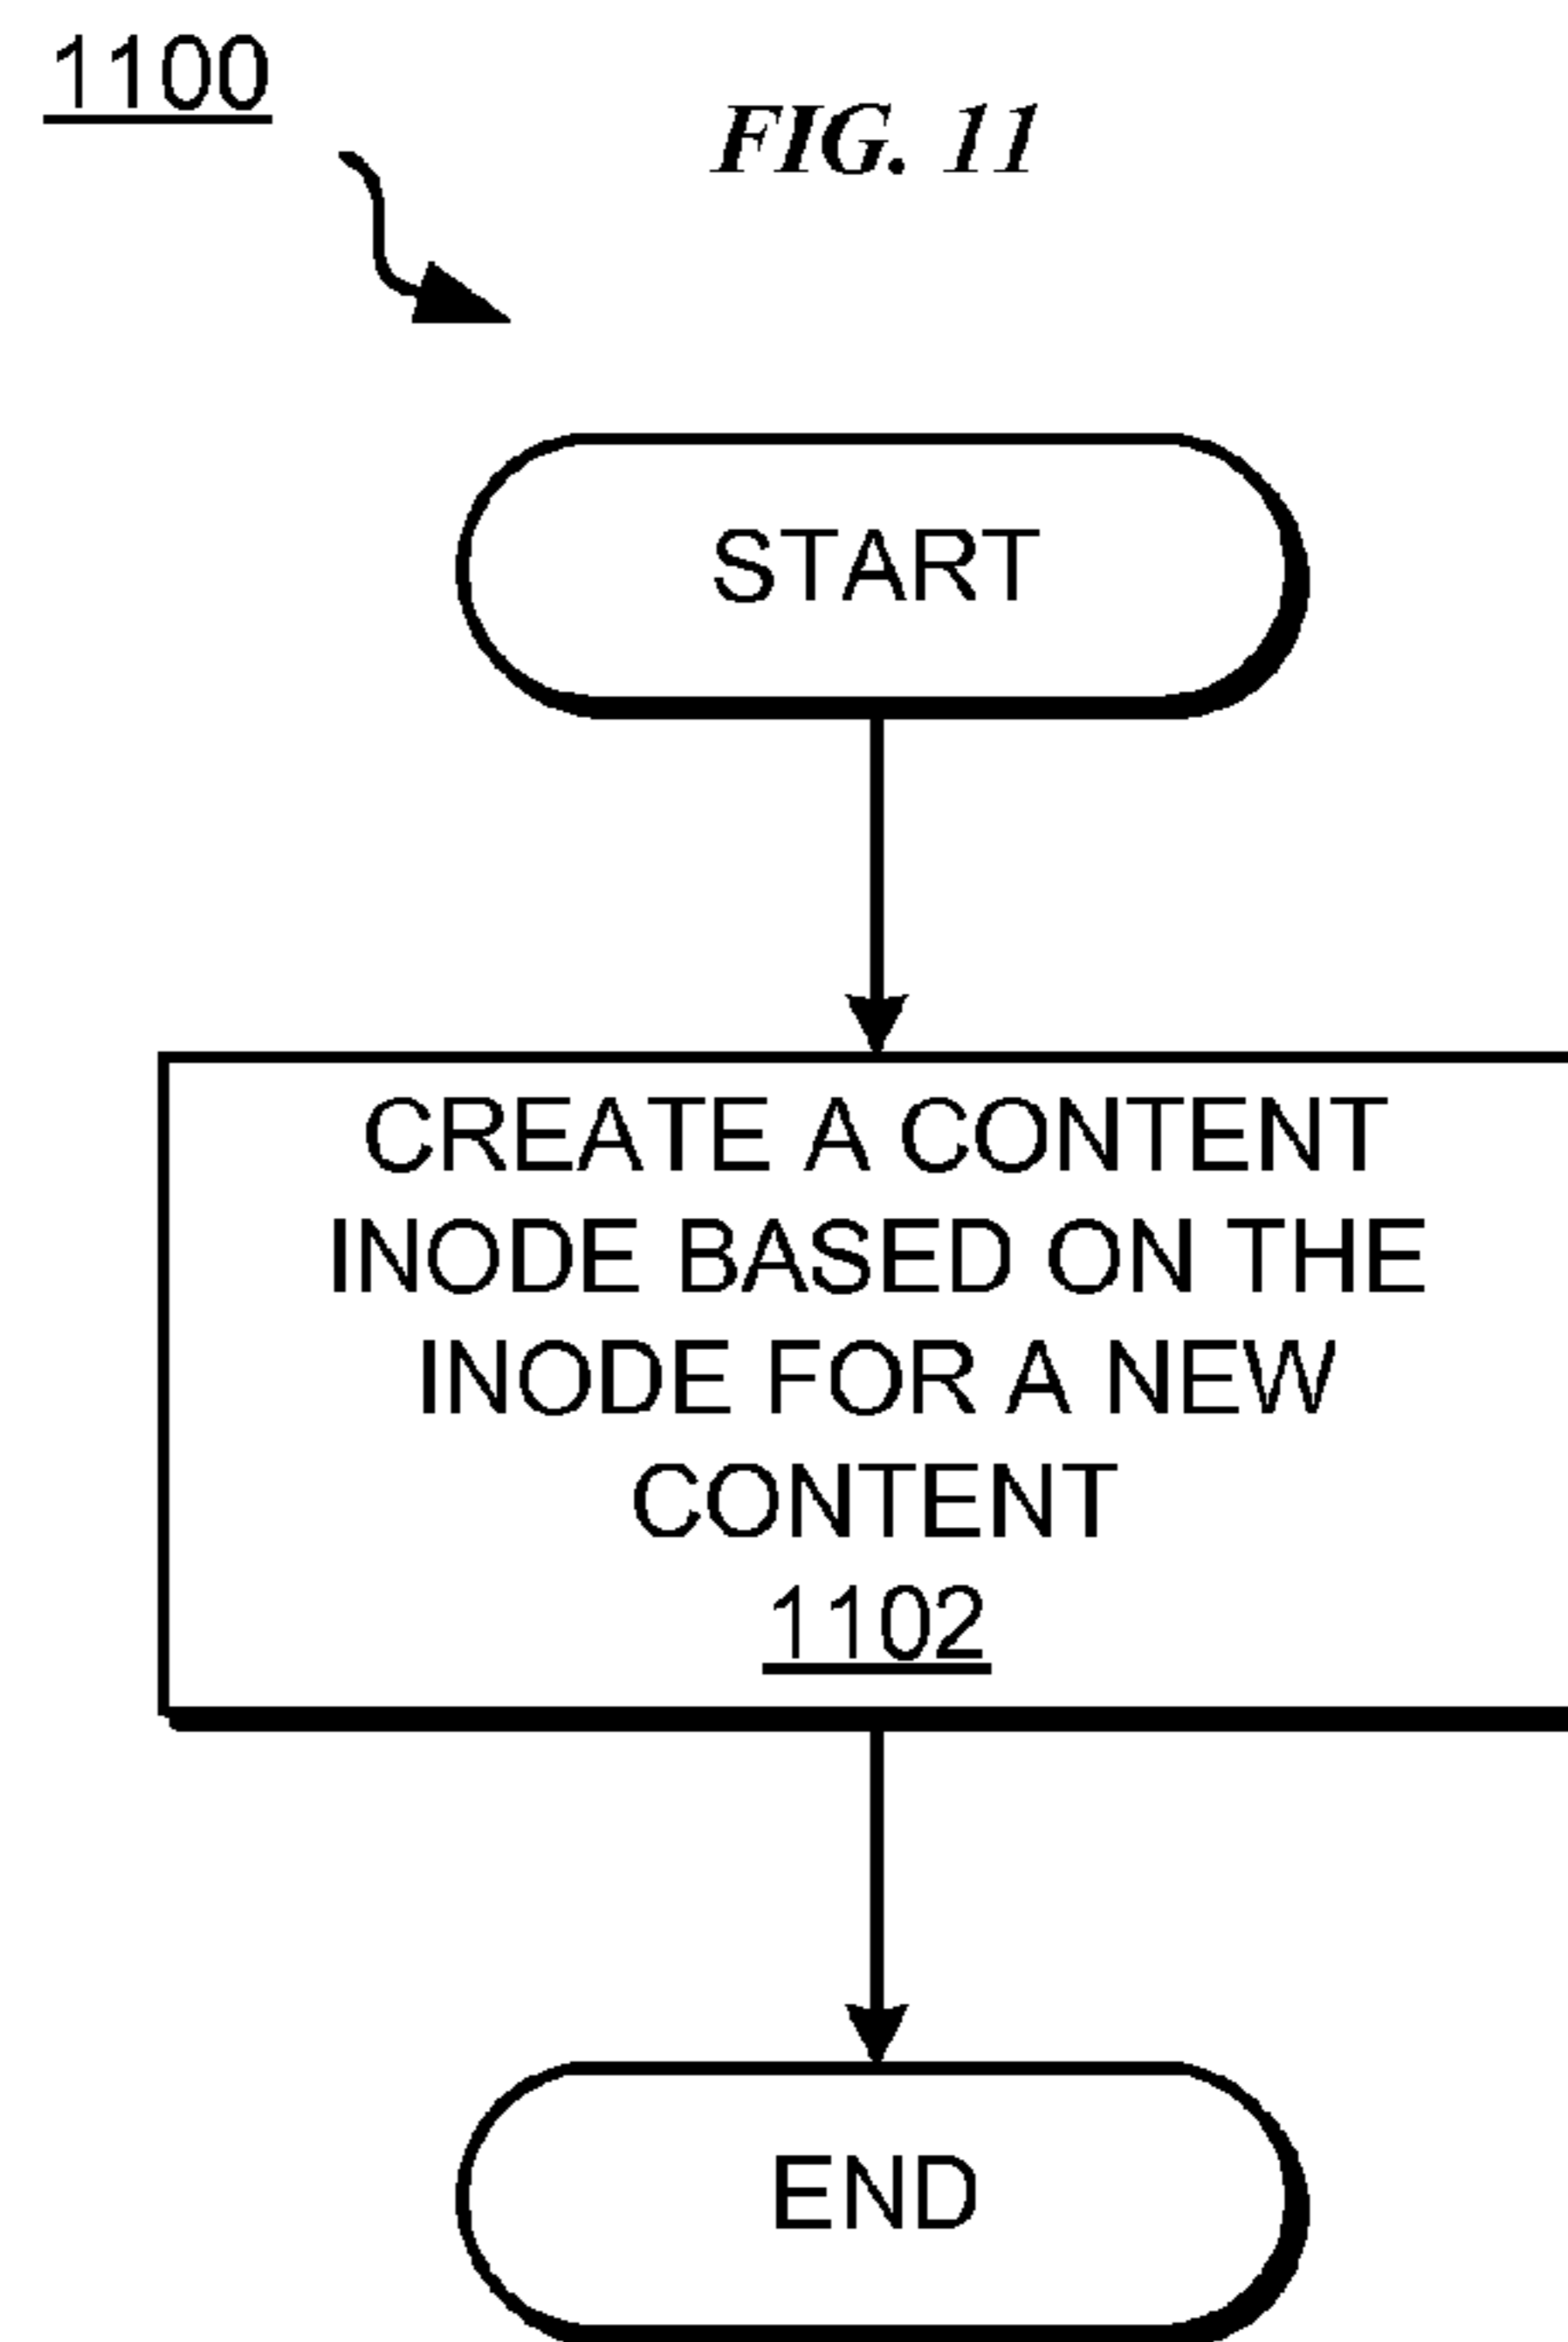 1100
FIG. 11
START
CREATE A CONTENT
INODE BASED ON THE
INODE FOR A NEW
CONTENT
1102
END